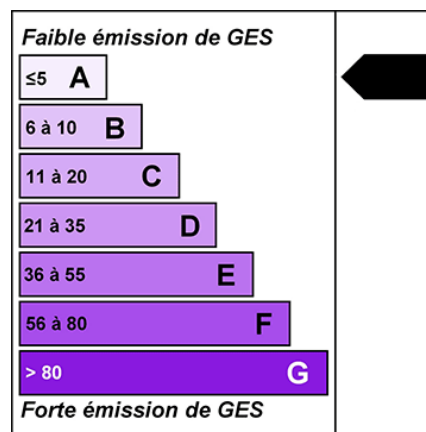 Faible émission de GES
≤5 A
6 à 10 B
11 à 20 C
21 à 35 D
36 à 55 E
56 à 80 F
> 80 G
Forte émission de GES